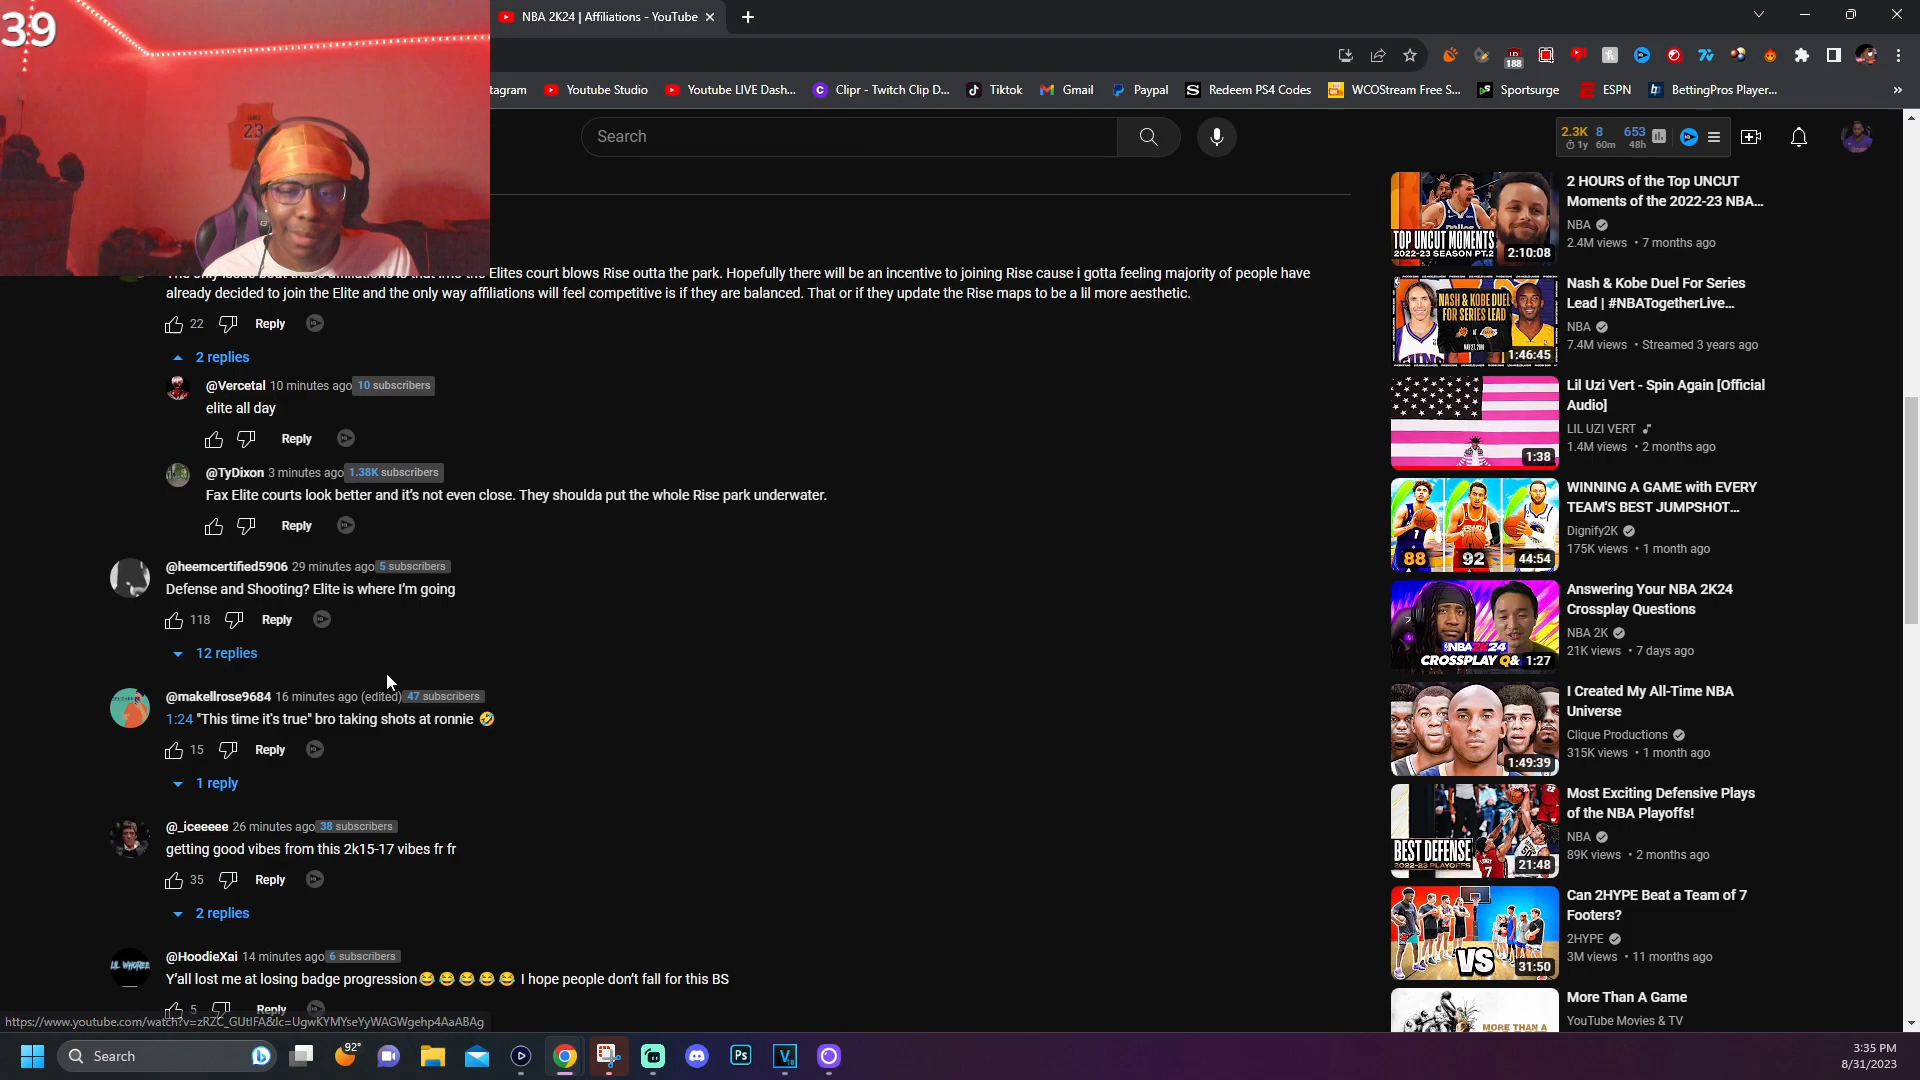 39
NBA 2K24 | Affiliations - YouTube
188
tagram
Youtube Studio
Youtube LIVE Dash...
Clipr - Twitch Clip D...
Tiktok
Gmail
Paypal
Redeem PS4 Codes
WCOStream Free S...
Sportsurge
ESPN
BettingPros Player...
»
Search
2.3K 8 653
1y 60m 48h
23
Elites court blows Rise outta the park. Hopefully there will be an incentive to joining Rise cause i gotta feeling majority of people have
already decided to join the Elite and the only way affiliations will feel competitive is if they are balanced. That or if they update the Rise maps to be a lil more aesthetic.
22 Reply
2 replies
@Vercetal 10 minutes ago 10 subscribers
elite all day
Reply
@TyDixon 3 minutes ago 1.38K subscribers
Fax Elite courts look better and it's not even close. They shoulda put the whole Rise park underwater.
Reply
@heemcertified5906 29 minutes ago 5 subscribers
Defense and Shooting? Elite is where I'm going
118 Reply
12 replies
@makellrose9684 16 minutes ago (edited) 47 subscribers
1:24 "This time it's true" bro taking shots at ronnie 🤣
15 Reply
1 reply
@_iceeeee 26 minutes ago 38 subscribers
getting good vibes from this 2k15-17 vibes fr fr
35 Reply
2 replies
@HoodieXai 14 minutes ago 6 subscribers
Y'all lost me at losing badge progression😂 😂 😂 😂 😂 I hope people don't fall for this BS
5 Reply
TOP UNCUT MOMENTS
2022-23 SEASON PT.2
2:10:08
2 HOURS of the Top UNCUT
Moments of the 2022-23 NBA...
NBA
2.4M views • 7 months ago
NASH & KOBE DUEL
FOR SERIES LEAD
1:46:45
Nash & Kobe Duel For Series
Lead | #NBATogetherLive...
NBA
7.4M views • Streamed 3 years ago
1:38
Lil Uzi Vert - Spin Again [Official
Audio]
LIL UZI VERT
1.4M views • 2 months ago
88 92 44:54
WINNING A GAME with EVERY
TEAM'S BEST JUMPSHOT...
Dignify2K
175K views • 1 month ago
NBA 2K24
CROSSPLAY Q& 1:27
Answering Your NBA 2K24
Crossplay Questions
NBA 2K
21K views • 7 days ago
1:49:39
I Created My All-Time NBA
Universe
Clique Productions
315K views • 1 month ago
BEST DEFENSE
2022-23 PLAYOFFS
21:48
Most Exciting Defensive Plays
of the NBA Playoffs!
NBA
89K views • 2 months ago
VS
31:50
Can 2HYPE Beat a Team of 7
Footers?
2HYPE
3M views • 11 months ago
MORE THAN A
More Than A Game
YouTube Movies & TV
https://www.youtube.com/watch?v=zRZC_GUtIFA&lc=UgwKYMYseYyWAGWgehp4AaABAg
Search
92°
Ps
3:35 PM
8/31/2023